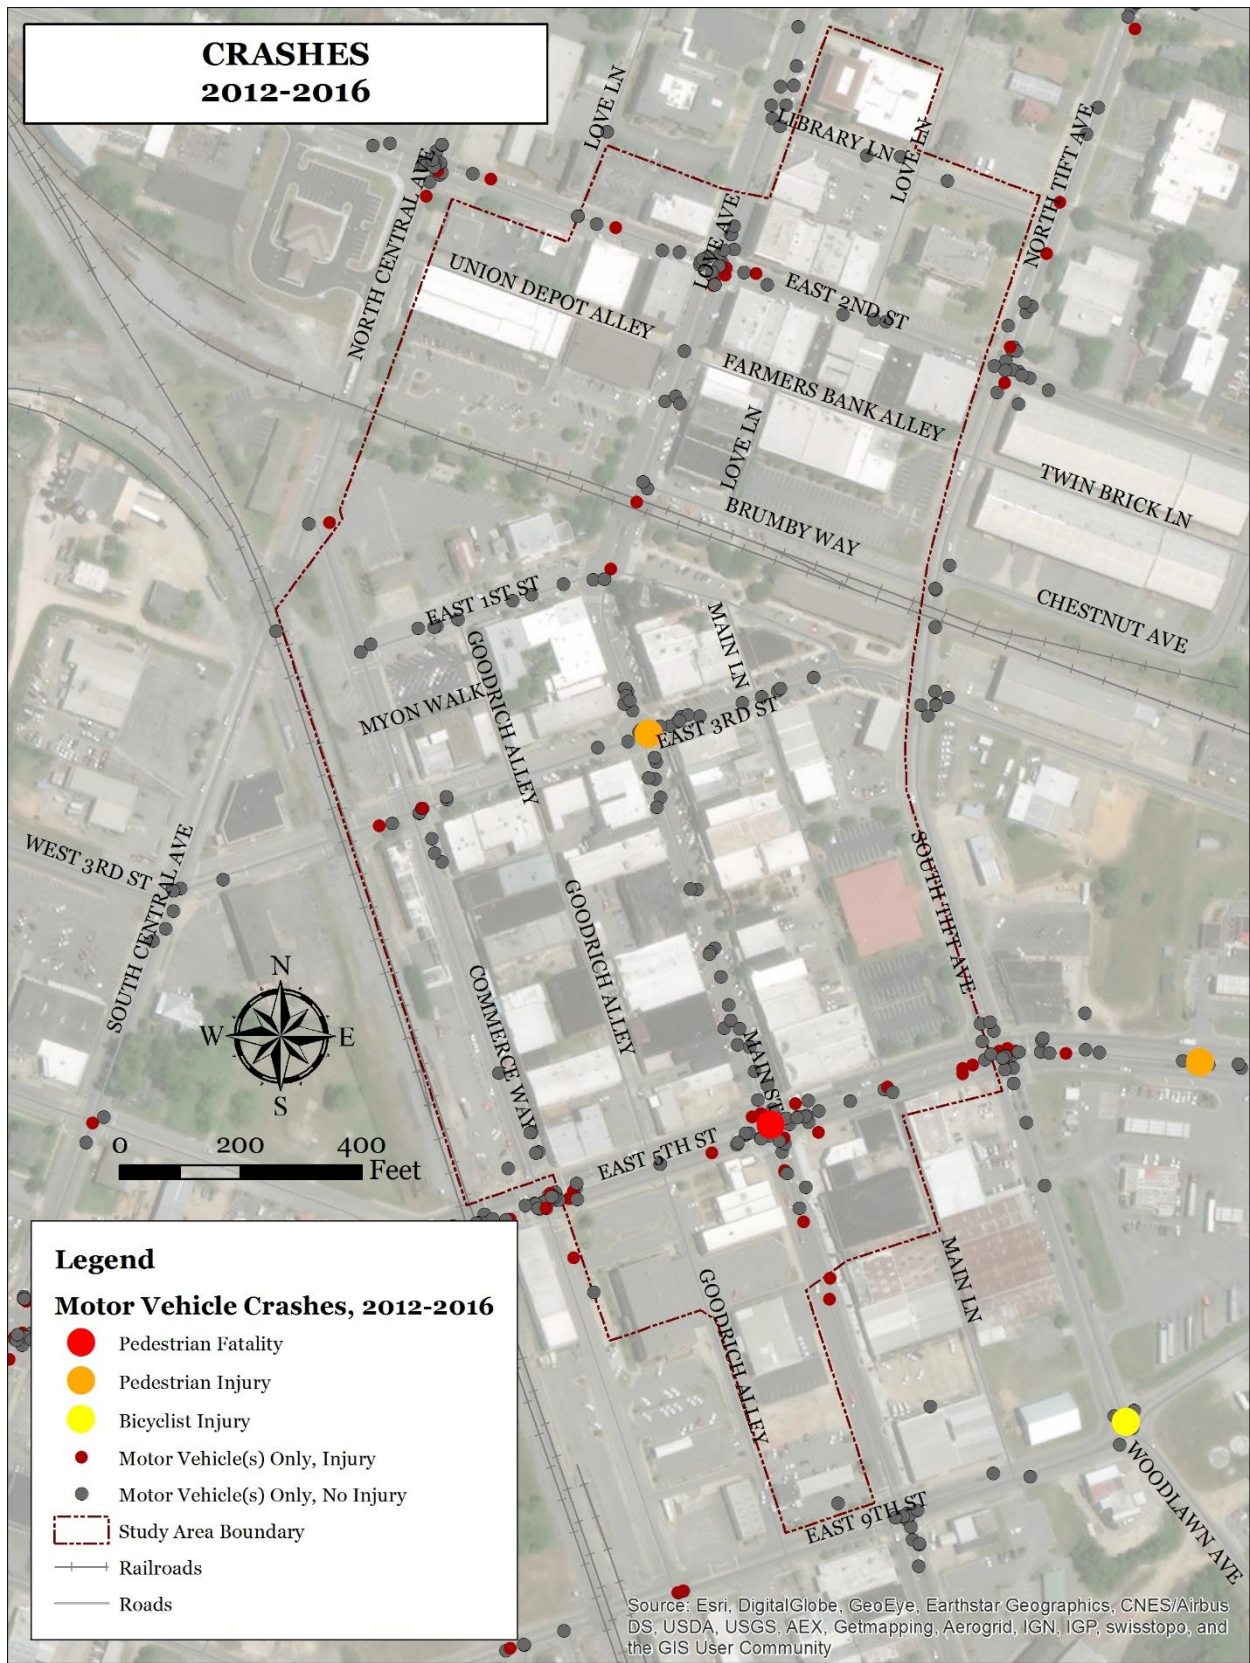 CRASHES
2012-2016
LOVE LN
LIBRARY LN
LOVE LN
NORTH TIFT AVE
NORTH CENTRAL AVE
LOVE AVE
UNION DEPOT ALLEY
EAST 2ND ST
FARMERS BANK ALLEY
LOVE LN
TWIN BRICK LN
BRUMBY WAY
EAST 1ST ST
CHESTNUT AVE
MAIN LN
GOODRICH ALLEY
MYON WALK
EAST 3RD ST
WEST 3RD ST
SOUTH CENTRAL AVE
SOUTH TIFT AVE
GOODRICH ALLEY
COMMERCE WAY
MAIN ST
N
W
E
S
EAST 5TH ST
0 200 400
Feet
MAIN LN
GOODRICH ALLEY
WOODLAWN AVE
EAST 9TH ST
Legend
Motor Vehicle Crashes, 2012-2016
Pedestrian Fatality
Pedestrian Injury
Bicyclist Injury
Motor Vehicle(s) Only, Injury
Motor Vehicle(s) Only, No Injury
Study Area Boundary
Railroads
Roads
Source: Esri, DigitalGlobe, GeoEye, Earthstar Geographics, CNES/Airbus
DS, USDA, USGS, AEX, Getmapping, Aerogrid, IGN, IGP, swisstopo, and
the GIS User Community